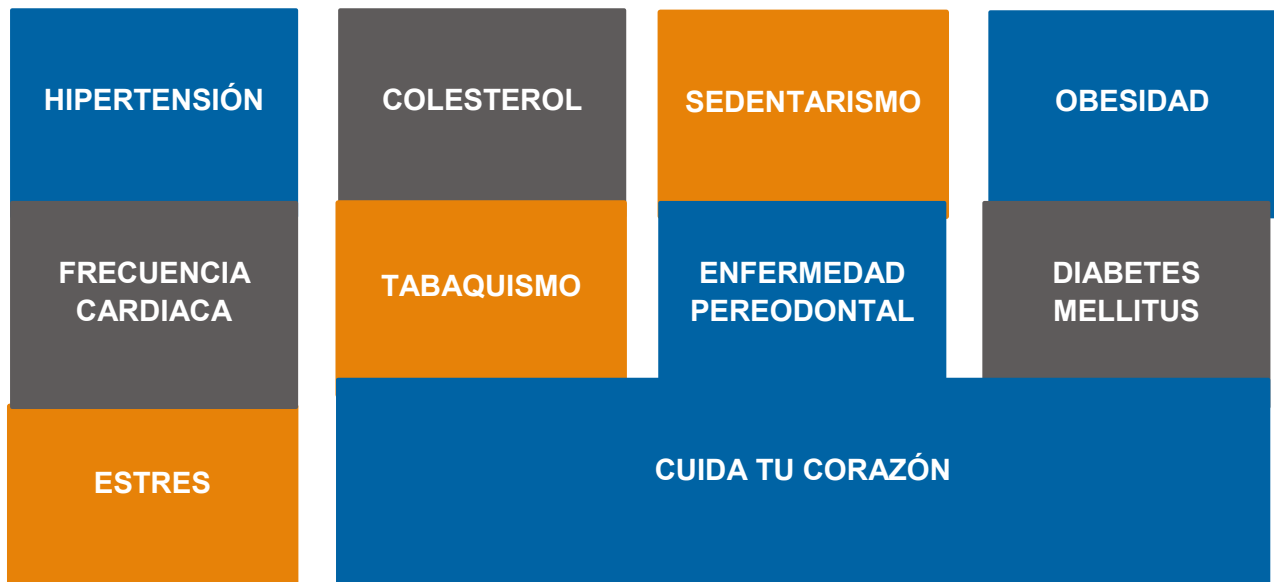 HIPERTENSIÓN
COLESTEROL
SEDENTARISMO
OBESIDAD
FRECUENCIA
CARDIACA
TABAQUISMO
ENFERMEDAD
PEREODONTAL
DIABETES
MELLITUS
ESTRES
CUIDA TU CORAZÓN